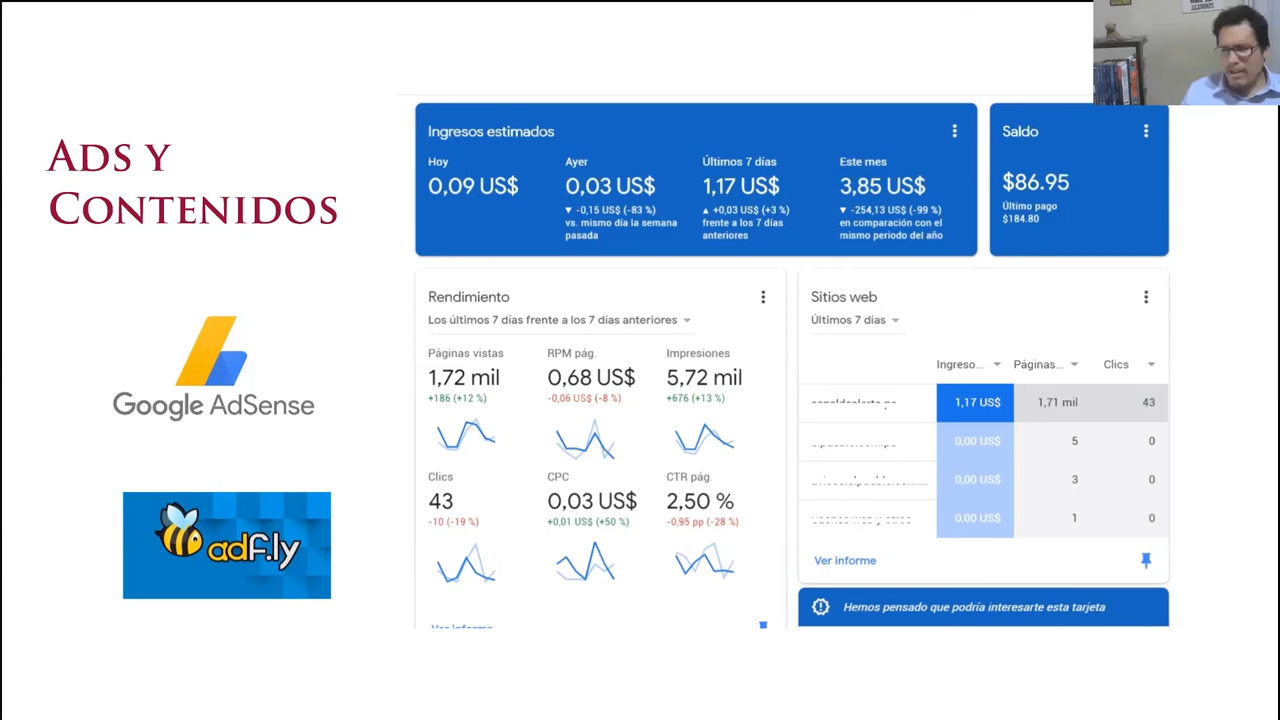 ADS Y
CONTENIDOS
Google AdSense
adf.ly
Ingresos estimados
Hoy
0,09 US$
Ayer
0,03 US$
-0,15 US$ (-83 %)
vs. mismo día la semana
pasada
Últimos 7 días
1,17 US$
+0,03 US$ (+3 %)
frente a los 7 días
anteriores
Este mes
3,85 US$
-254,13 US$ (-99 %)
en comparación con el
mismo periodo del año
Saldo
$86.95
Último pago
$184.80
Rendimiento
Los últimos 7 días frente a los 7 días anteriores
Páginas vistas
1,72 mil
+186 (+12 %)
RPM pág.
0,68 US$
-0,06 US$ (-8 %)
Impresiones
5,72 mil
+676 (+13 %)
Clics
43
-10 (-19 %)
CPC
0,03 US$
+0,01 US$ (+50 %)
CTR pág.
2,50 %
-0,95 pp (-28 %)
Ver informe
Sitios web
Últimos 7 días
Ingreso... Páginas... Clics
1,17 US$ 1,71 mil 43
0,00 US$ 5 0
0,00 US$ 3 0
0,00 US$ 1 0
Ver informe
Hemos pensado que podría interesarte esta tarjeta